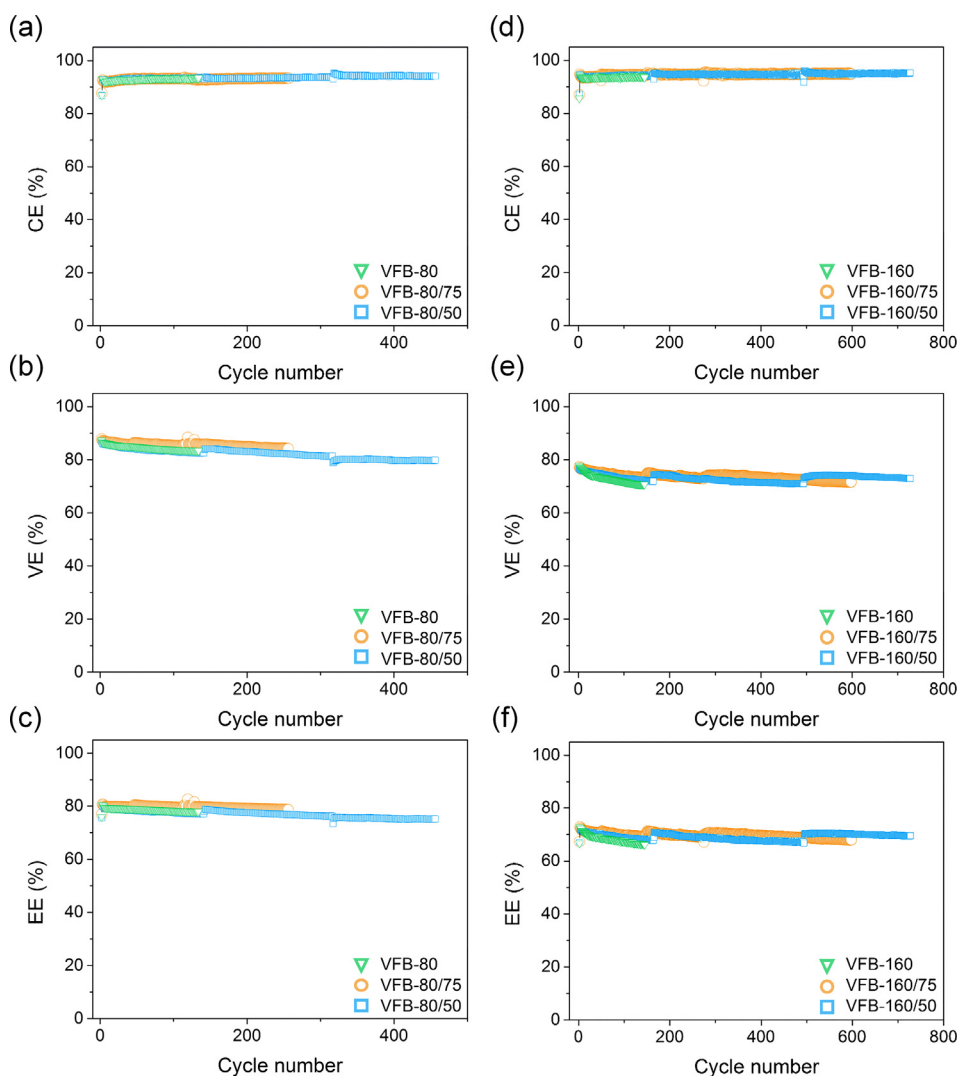 (a)
100
80
60
40
20
0
CE (%)
VFB-80
VFB-80/75
VFB-80/50
0 200 400
Cycle number
(d)
100
80
60
40
20
0
CE (%)
VFB-160
VFB-160/75
VFB-160/50
0 200 400 600 800
Cycle number
(b)
100
80
60
40
20
0
VE (%)
VFB-80
VFB-80/75
VFB-80/50
0 200 400
Cycle number
(e)
100
80
60
40
20
0
VE (%)
VFB-160
VFB-160/75
VFB-160/50
0 200 400 600 800
Cycle number
(c)
100
80
60
40
20
0
EE (%)
VFB-80
VFB-80/75
VFB-80/50
0 200 400
Cycle number
(f)
100
80
60
40
20
0
EE (%)
VFB-160
VFB-160/75
VFB-160/50
0 200 400 600 800
Cycle number